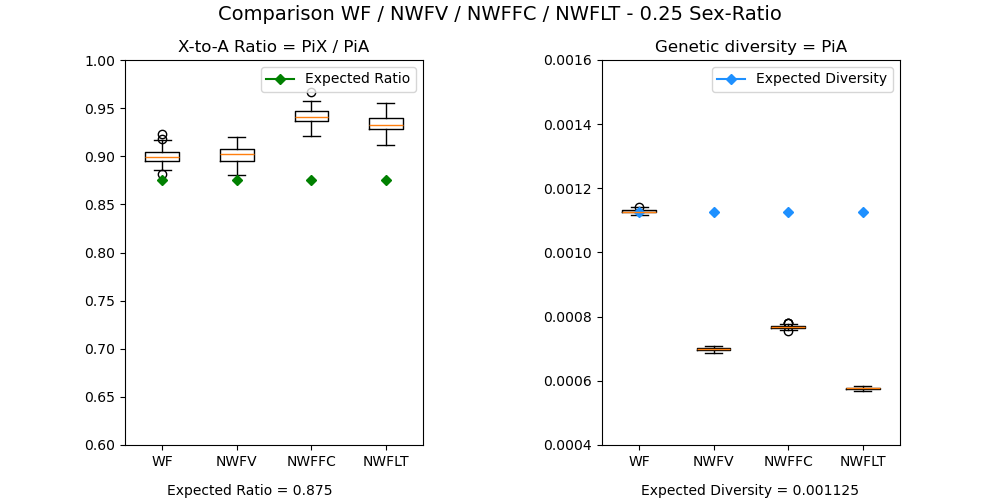 Comparison WF / NWFV / NWFFC / NWFLT - 0.25 Sex-Ratio
X-to-A Ratio = PiX / PiA
1.00
0.95
0.90
0.85
0.80
0.75
0.70
0.65
0.60
Expected Ratio
WF NWFV NWFFC NWFLT
Expected Ratio = 0.875
Genetic diversity = PiA
0.0016
0.0014
0.0012
0.0010
0.0008
0.0006
0.0004
Expected Diversity
WF NWFV NWFFC NWFLT
Expected Diversity = 0.001125